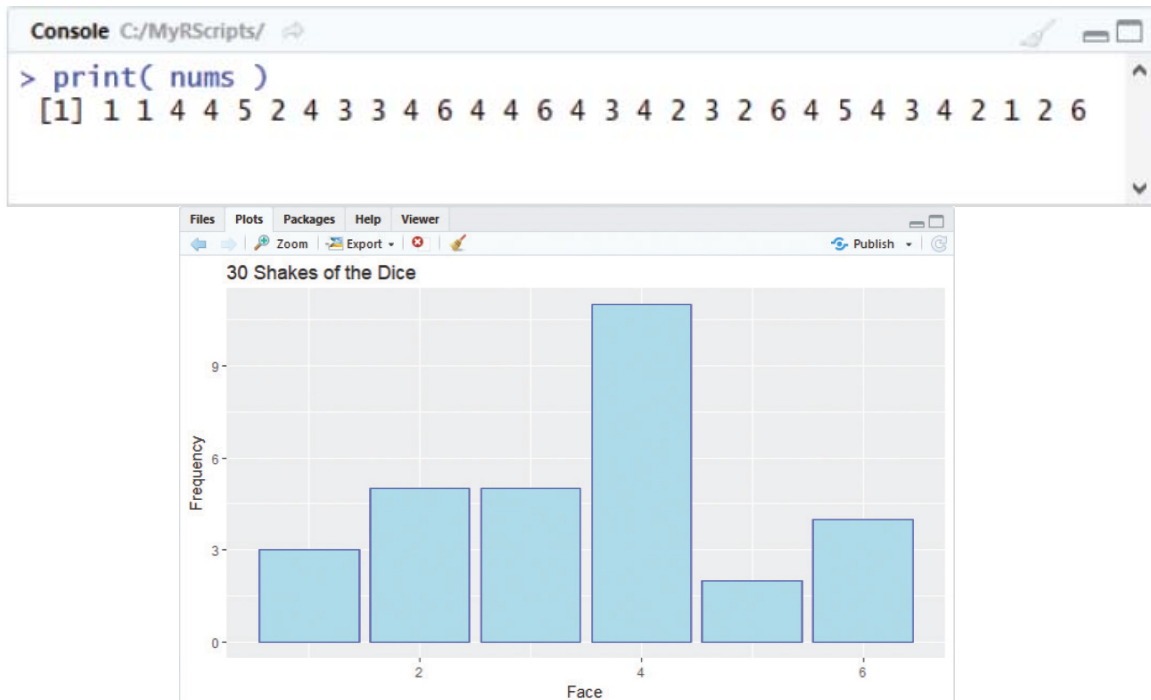 Console C:/MyRScripts/
> print( nums )
[1] 1 1 4 4 5 2 4 3 3 4 6 4 4 6 4 3 4 2 3 2 6 4 5 4 3 4 2 1 2 6
Files Plots Packages Help Viewer
Zoom Export Publish
30 Shakes of the Dice
9
6
3
0
Frequency
2 4 6
Face